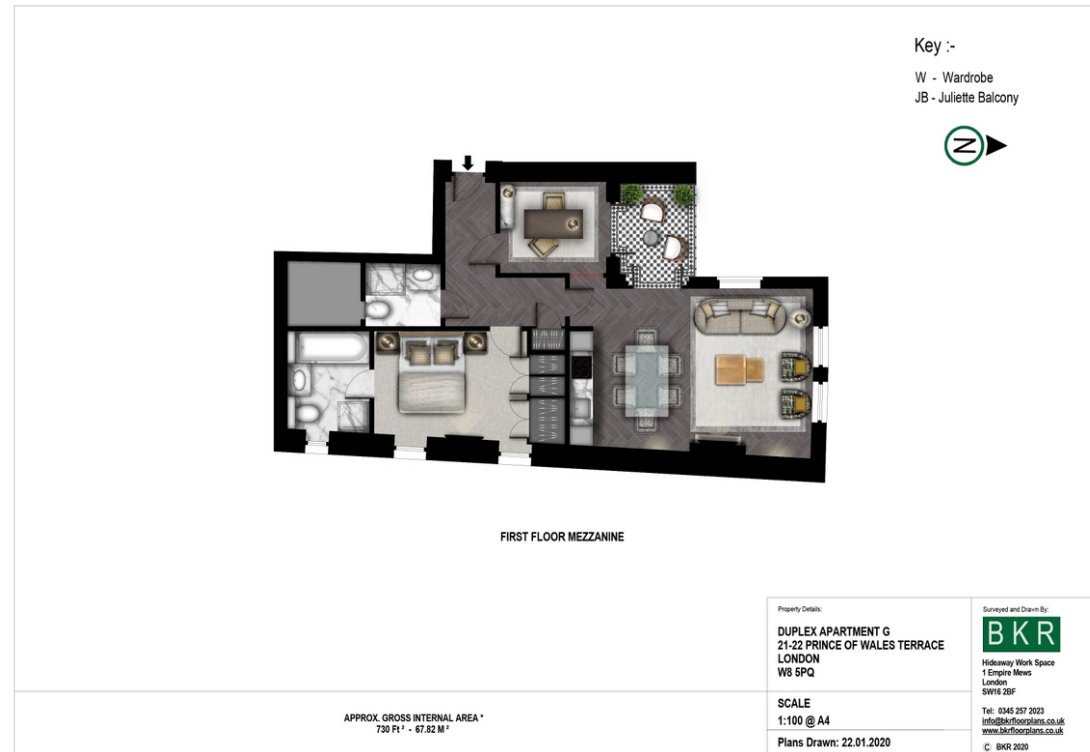 Key :-
W - Wardrobe
JB - Juliette Balcony
N
FIRST FLOOR MEZZANINE
APPROX. GROSS INTERNAL AREA *
730 Ft ² - 67.82 M ²
Property Details:
DUPLEX APARTMENT G
21-22 PRINCE OF WALES TERRACE
LONDON
W8 5PQ
SCALE
1:100 @ A4
Plans Drawn: 22.01.2020
Surveyed and Drawn By:
BKR
Hideaway Work Space
1 Empire Mews
London
SW16 2BF
Tel: 0345 257 2023
info@bkrfloorplans.co.uk
www.bkrfloorplans.co.uk
C BKR 2020